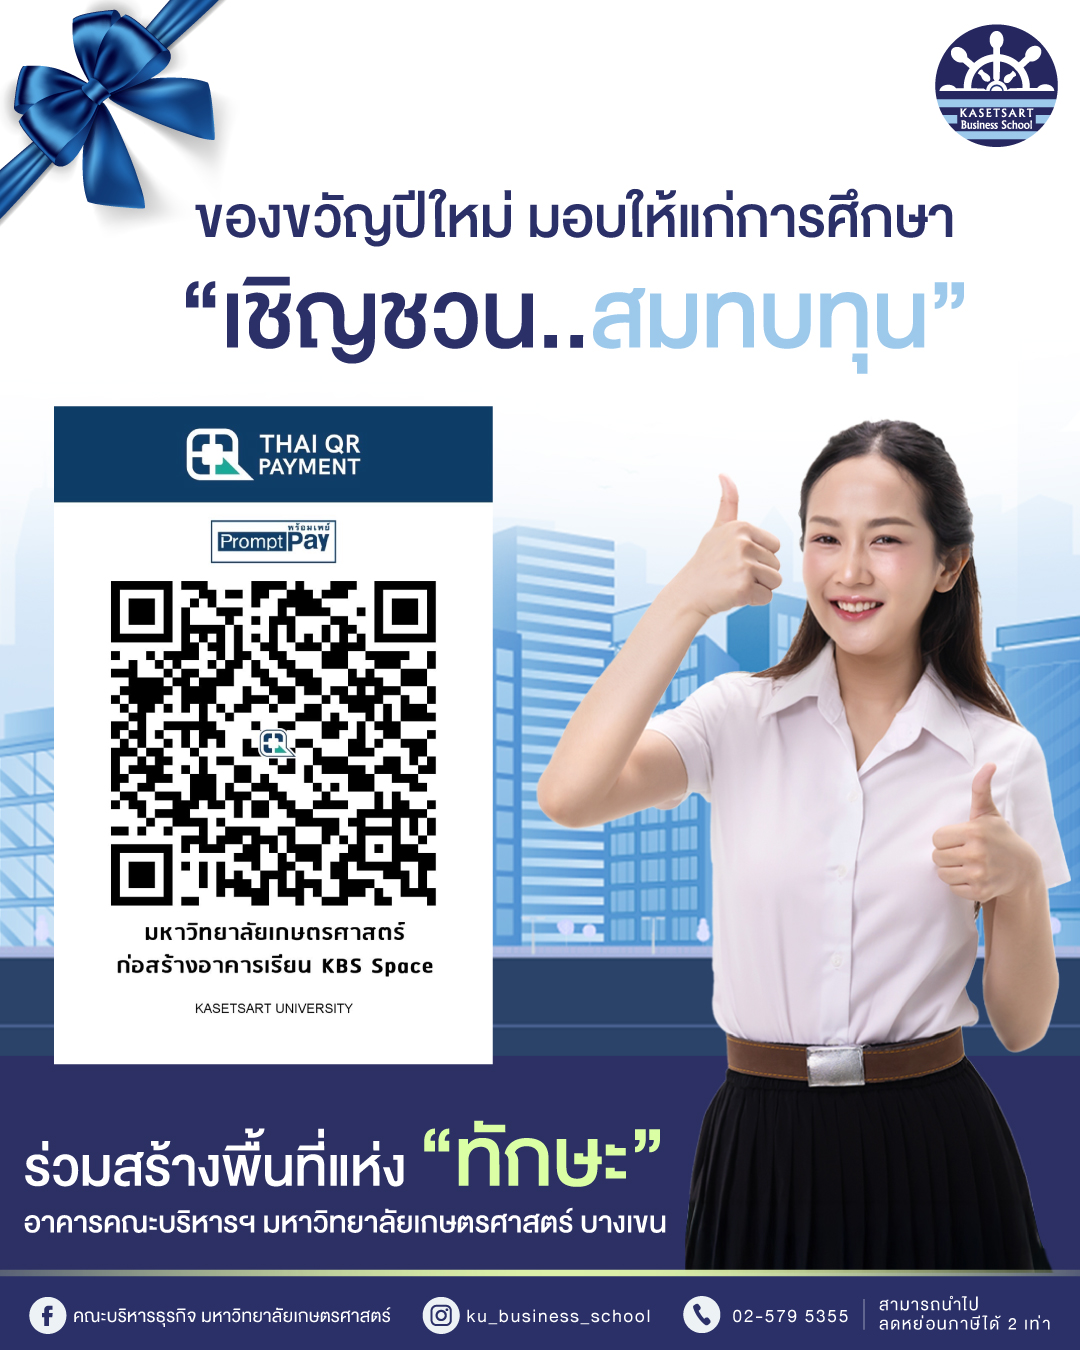 KASETSART
Business School
ของขวัญปีใหม่ มอบให้แก่การศึกษา
“เชิญชวน..สมทบทุน”
THAI QR
PAYMENT
พร้อมเพย์
PromptPay
มหาวิทยาลัยเกษตรศาสตร์
ก่อสร้างอาคารเรียน KBS Space
KASETSART UNIVERSITY
ร่วมสร้างพื้นที่แห่ง “ทักษะ”
อาคารคณะบริหารฯ มหาวิทยาลัยเกษตรศาสตร์ บางเขน
คณะบริหารธุรกิจ มหาวิทยาลัยเกษตรศาสตร์
ku_business_school
02-579 5355
สามารถนำไป
ลดหย่อนภาษีได้ 2 เท่า